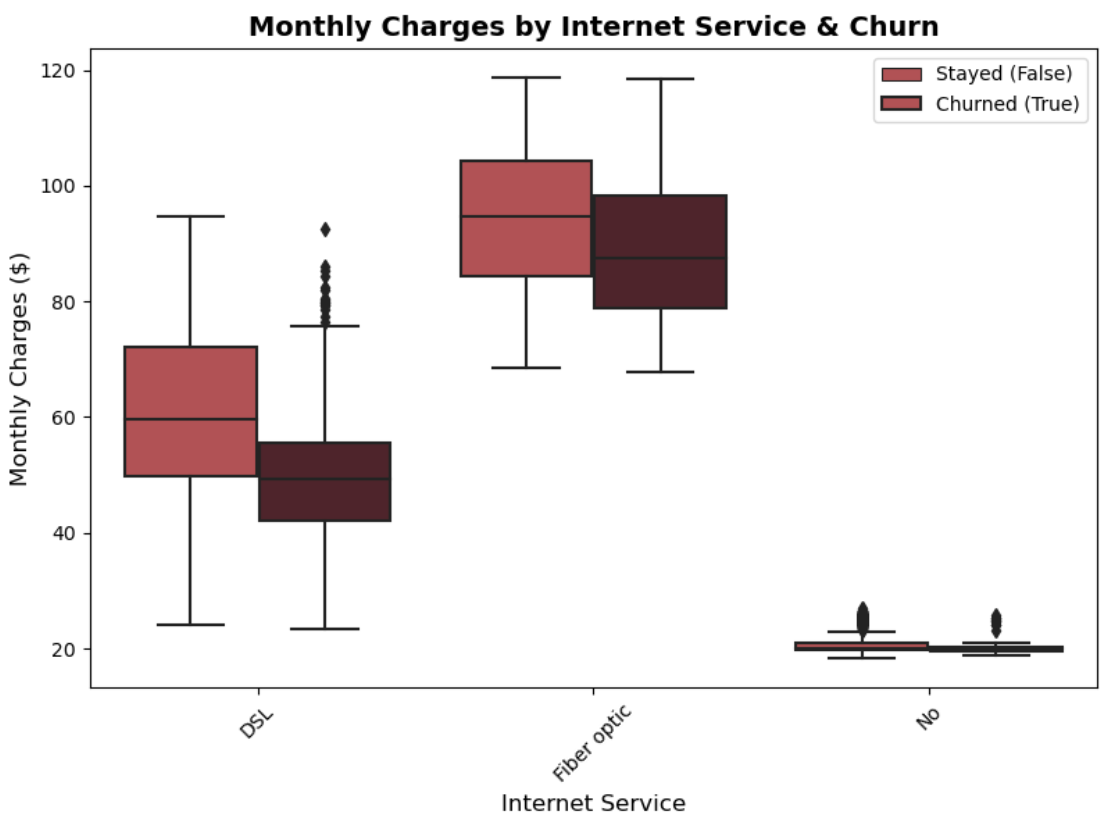 Monthly Charges by Internet Service & Churn
Stayed (False)
Churned (True)
Monthly Charges ($)
120
100
80
60
40
20
DSL
Fiber optic
No
Internet Service